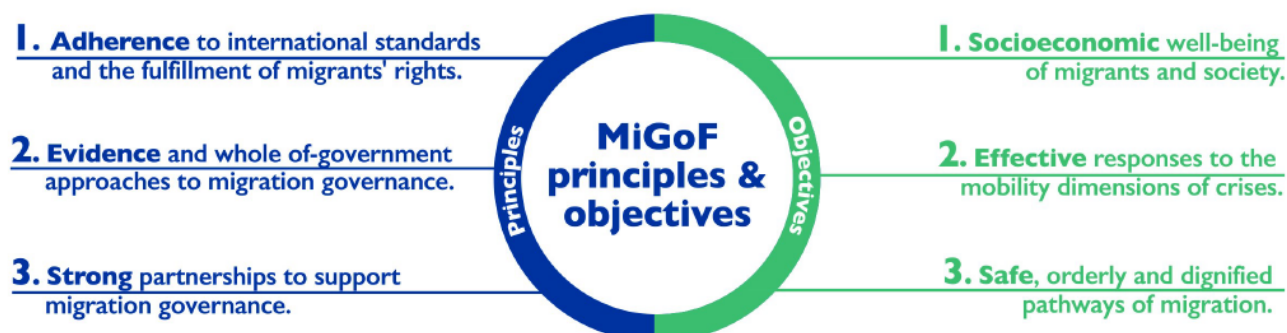 1. Adherence to international standards
and the fulfillment of migrants' rights.
2. Evidence and whole of-government
approaches to migration governance.
3. Strong partnerships to support
migration governance.
Principles
MiGoF
principles &
objectives
Objectives
1. Socioeconomic well-being
of migrants and society.
2. Effective responses to the
mobility dimensions of crises.
3. Safe, orderly and dignified
pathways of migration.